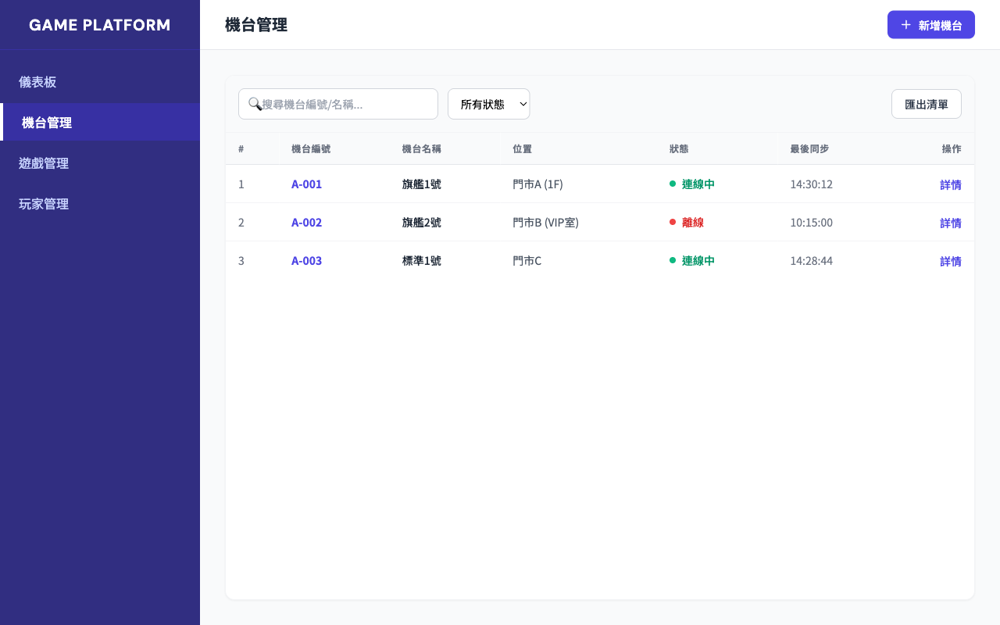 GAME PLATFORM
儀表板
機台管理
遊戲管理
玩家管理
機台管理
+ 新增機台
搜尋機台編號/名稱...
所有狀態
匯出清單
# 機台編號 機台名稱 位置 狀態 最後同步 操作
1 A-001 旗艦1號 門市A (1F) 連線中 14:30:12 詳情
2 A-002 旗艦2號 門市B (VIP室) 離線 10:15:00 詳情
3 A-003 標準1號 門市C 連線中 14:28:44 詳情